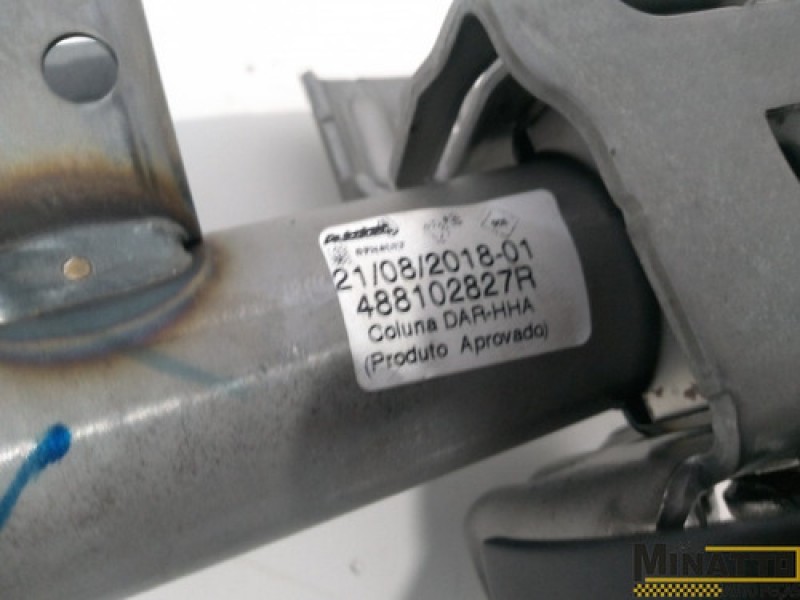 21/08/2018-01
488102827R
Coluna DAR-HHA
(Produto Aprovado)
MINATTO